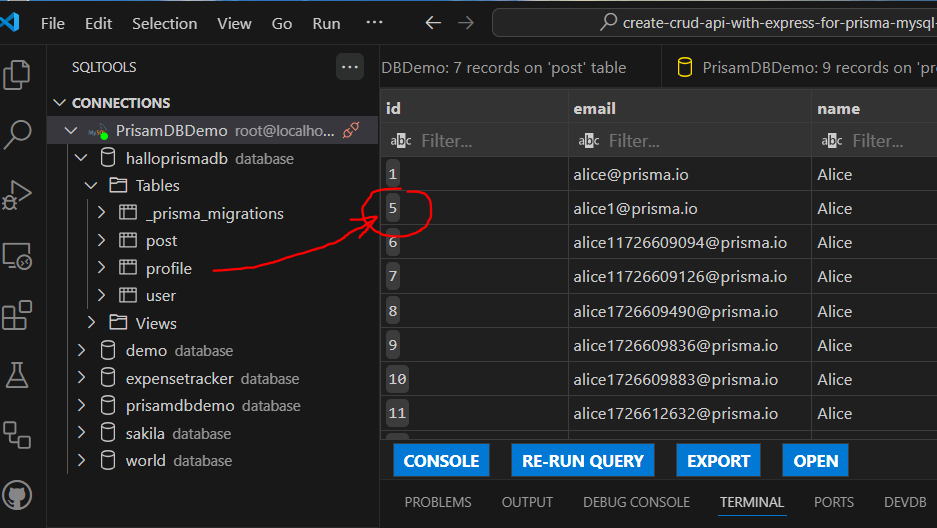 File Edit Selection View Go Run ··· create-crud-api-with-express-for-prisma-mysql-
SQLTOOLS ···
DBDemo: 7 records on 'post' table PrisamDBDemo: 9 records on 'pr
CONNECTIONS
PrisamDBDemo root@localho...
halloprismadb database
Tables
_prisma_migrations
post
profile
user
Views
demo database
expensetracker database
prisamdbdemo database
sakila database
world database
id email name
abc Filter... abc Filter... abc Filter...
1 alice@prisma.io Alice
5 alice1@prisma.io Alice
6 alice11726609094@prisma.io Alice
7 alice11726609126@prisma.io Alice
8 alice1726609490@prisma.io Alice
9 alice1726609836@prisma.io Alice
10 alice1726609883@prisma.io Alice
11 alice1726612632@prisma.io Alice
CONSOLE RE-RUN QUERY EXPORT OPEN
PROBLEMS OUTPUT DEBUG CONSOLE TERMINAL PORTS DEVDB